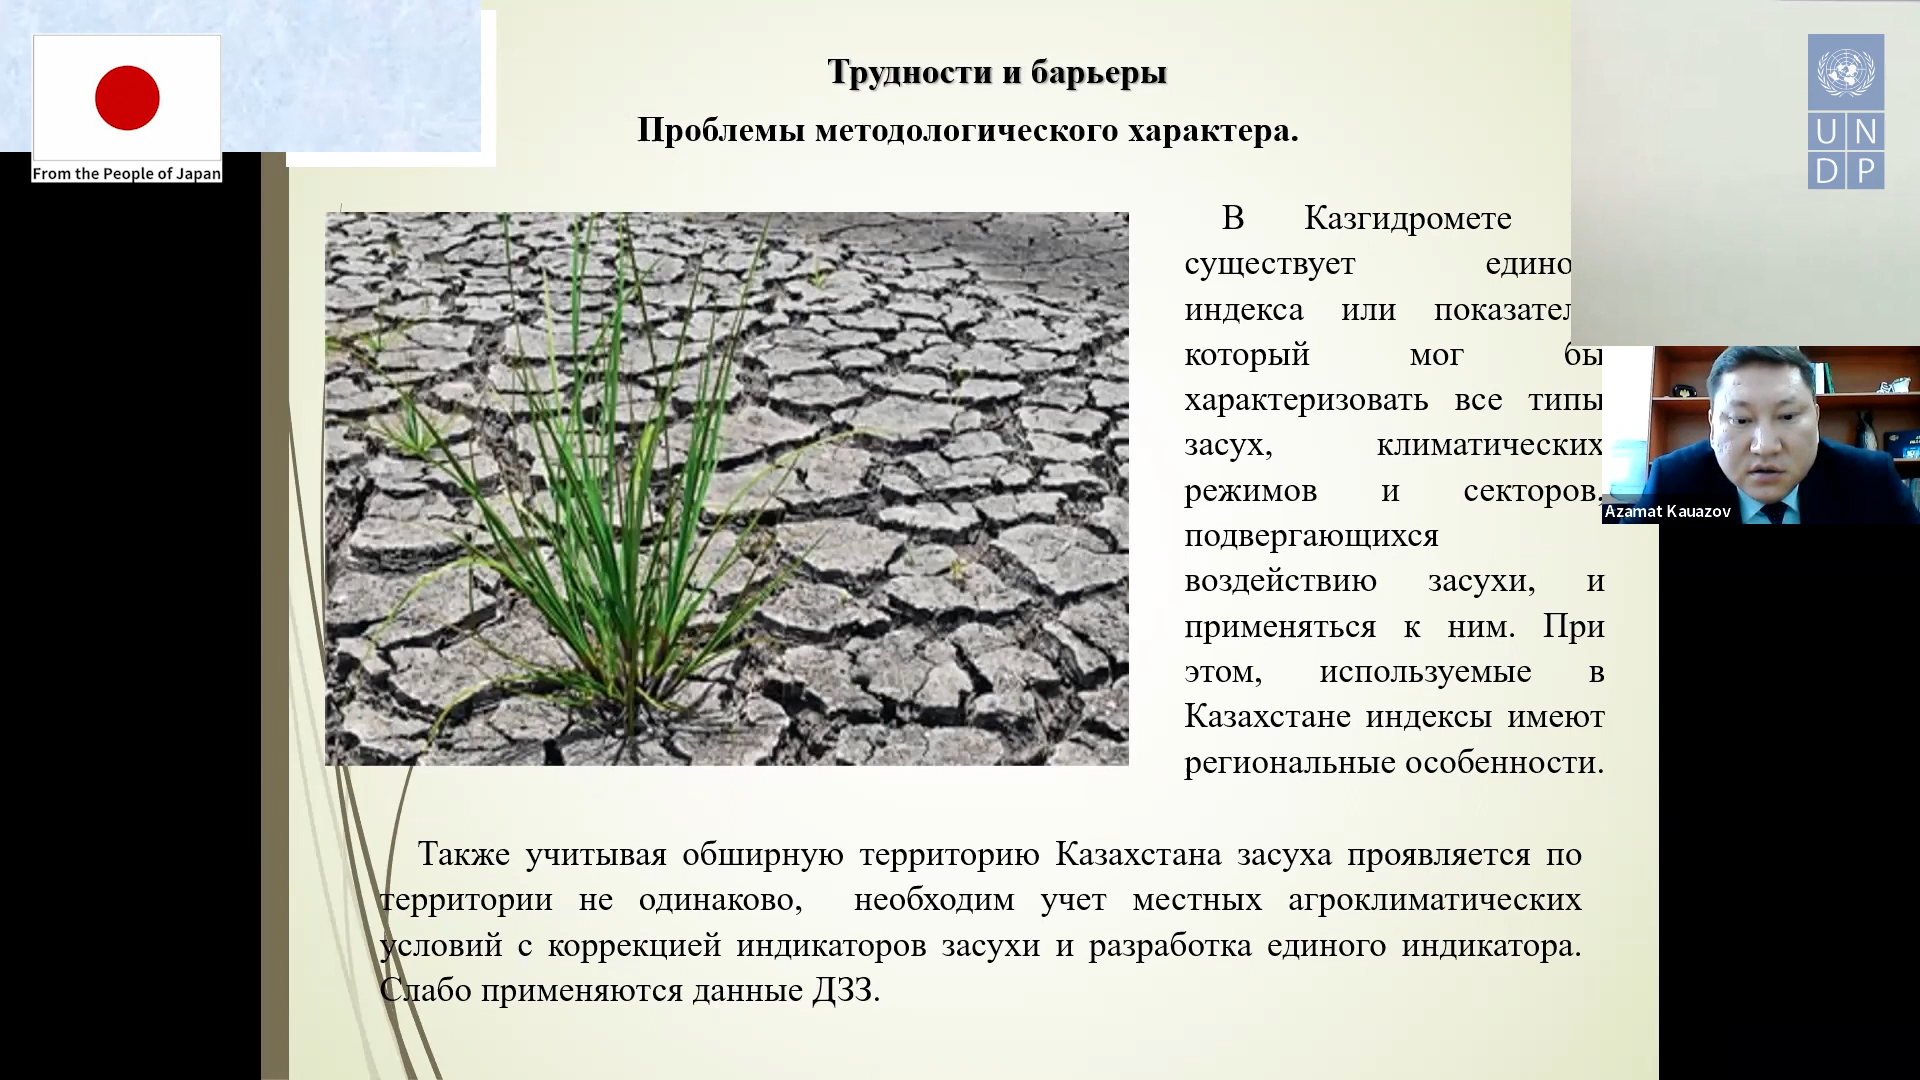 From the People of Japan
Трудности и барьеры
Проблемы методологического характера.
U N
D P
В Казгидромете
существует
индекса или
который мог бы
характеризовать все типы
засух, климатических
режимов и секторов,
подвергающихся
воздействию засухи, и
применяться к ним. При
этом, используемые в
Казахстане индексы имеют
региональные особенности.
Azamat Kauazov
Также учитывая обширную территорию Казахстана засуха проявляется по
территории не одинаково, необходим учет местных агроклиматических
условий с коррекцией индикаторов засухи и разработка единого индикатора.
Слабо применяются данные ДЗЗ.